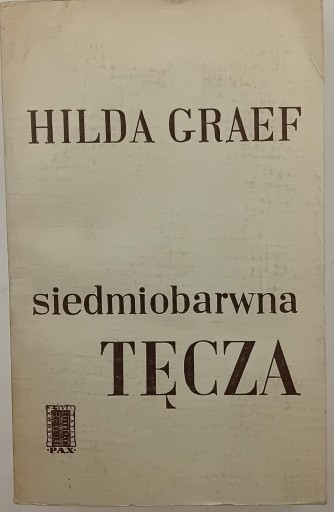 HILDA GRAEF
siedmiobarwna
TĘCZA
·PAX·